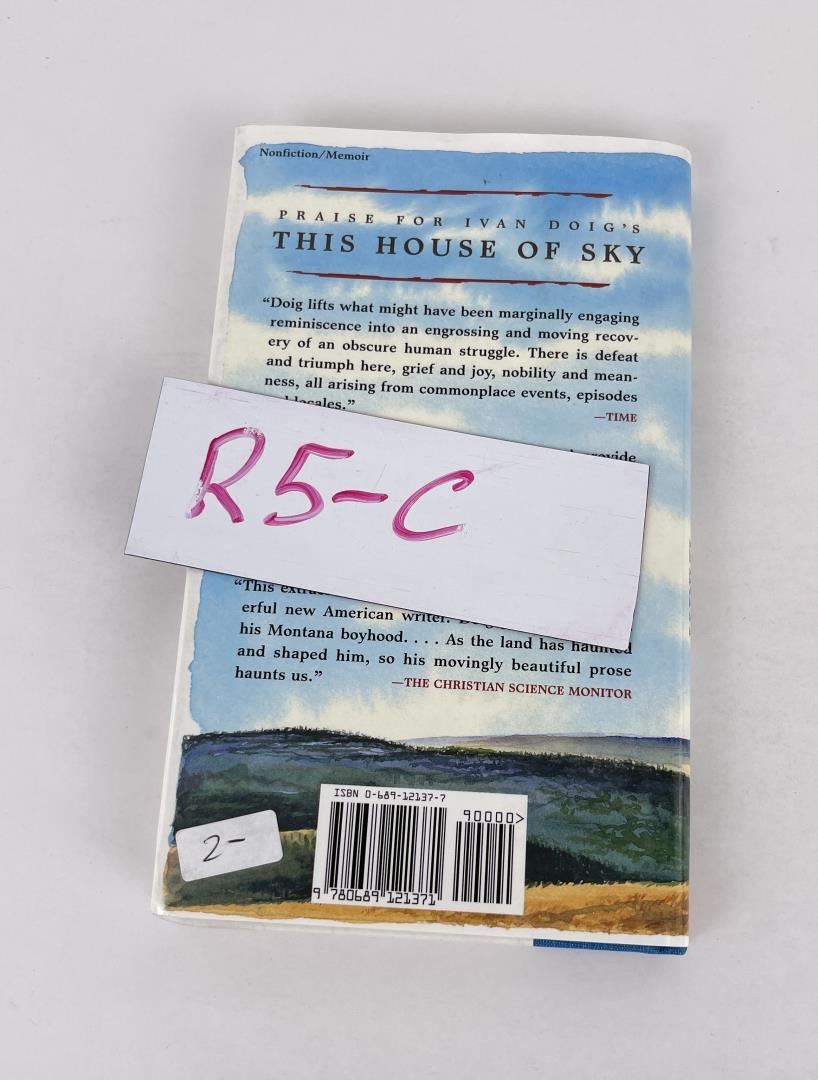 Nonfiction/Memoir
PRAISE FOR IVAN DOIG'S
THIS HOUSE OF SKY
“Doig lifts what might have been marginally engaging
reminiscence into an engrossing and moving recov-
ery of an obscure human struggle. There is defeat
and triumph here, grief and joy, nobility and mean-
ness, all arising from commonplace events, episodes
—TIME
R5-C
“This
erful new American writer.
his Montana boyhood. . . . As the land has haunted
and shaped him, so his movingly beautiful prose
haunts us.”
—THE CHRISTIAN SCIENCE MONITOR
ISBN 0-689-12137-7
90000>
9 780689 121371
2-